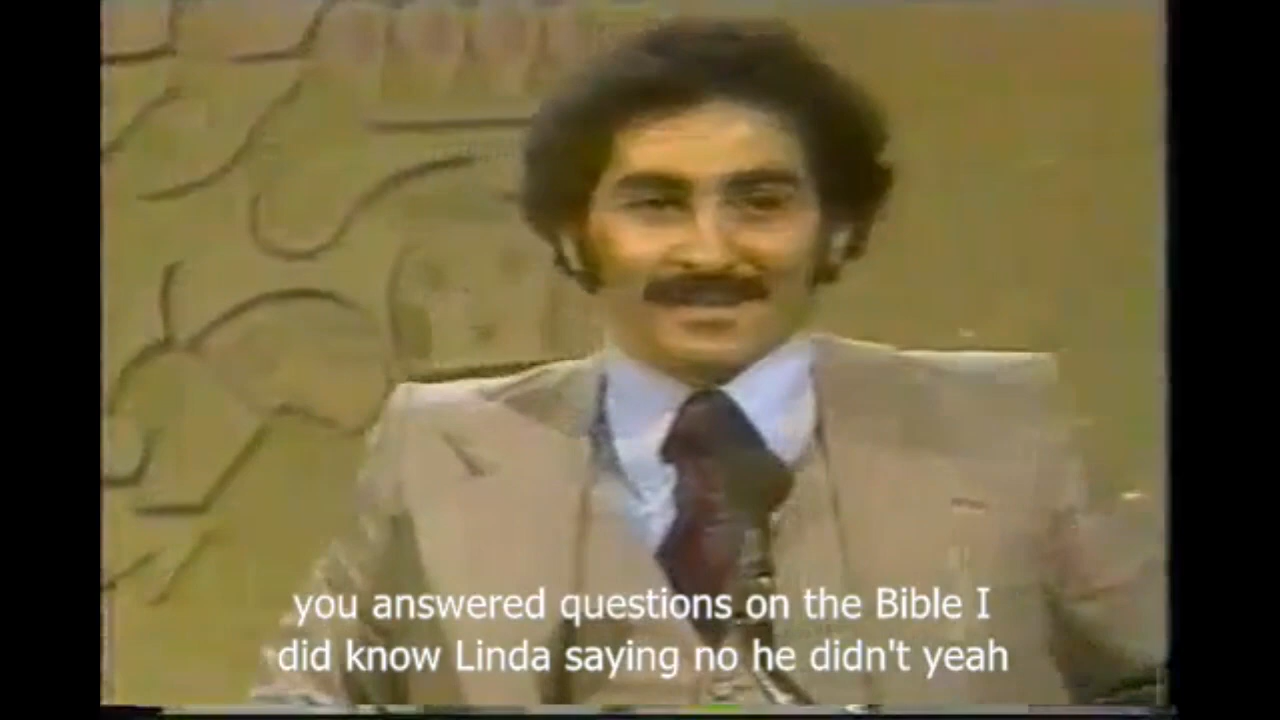 you answered questions on the Bible I
did know Linda saying no he didn't yeah